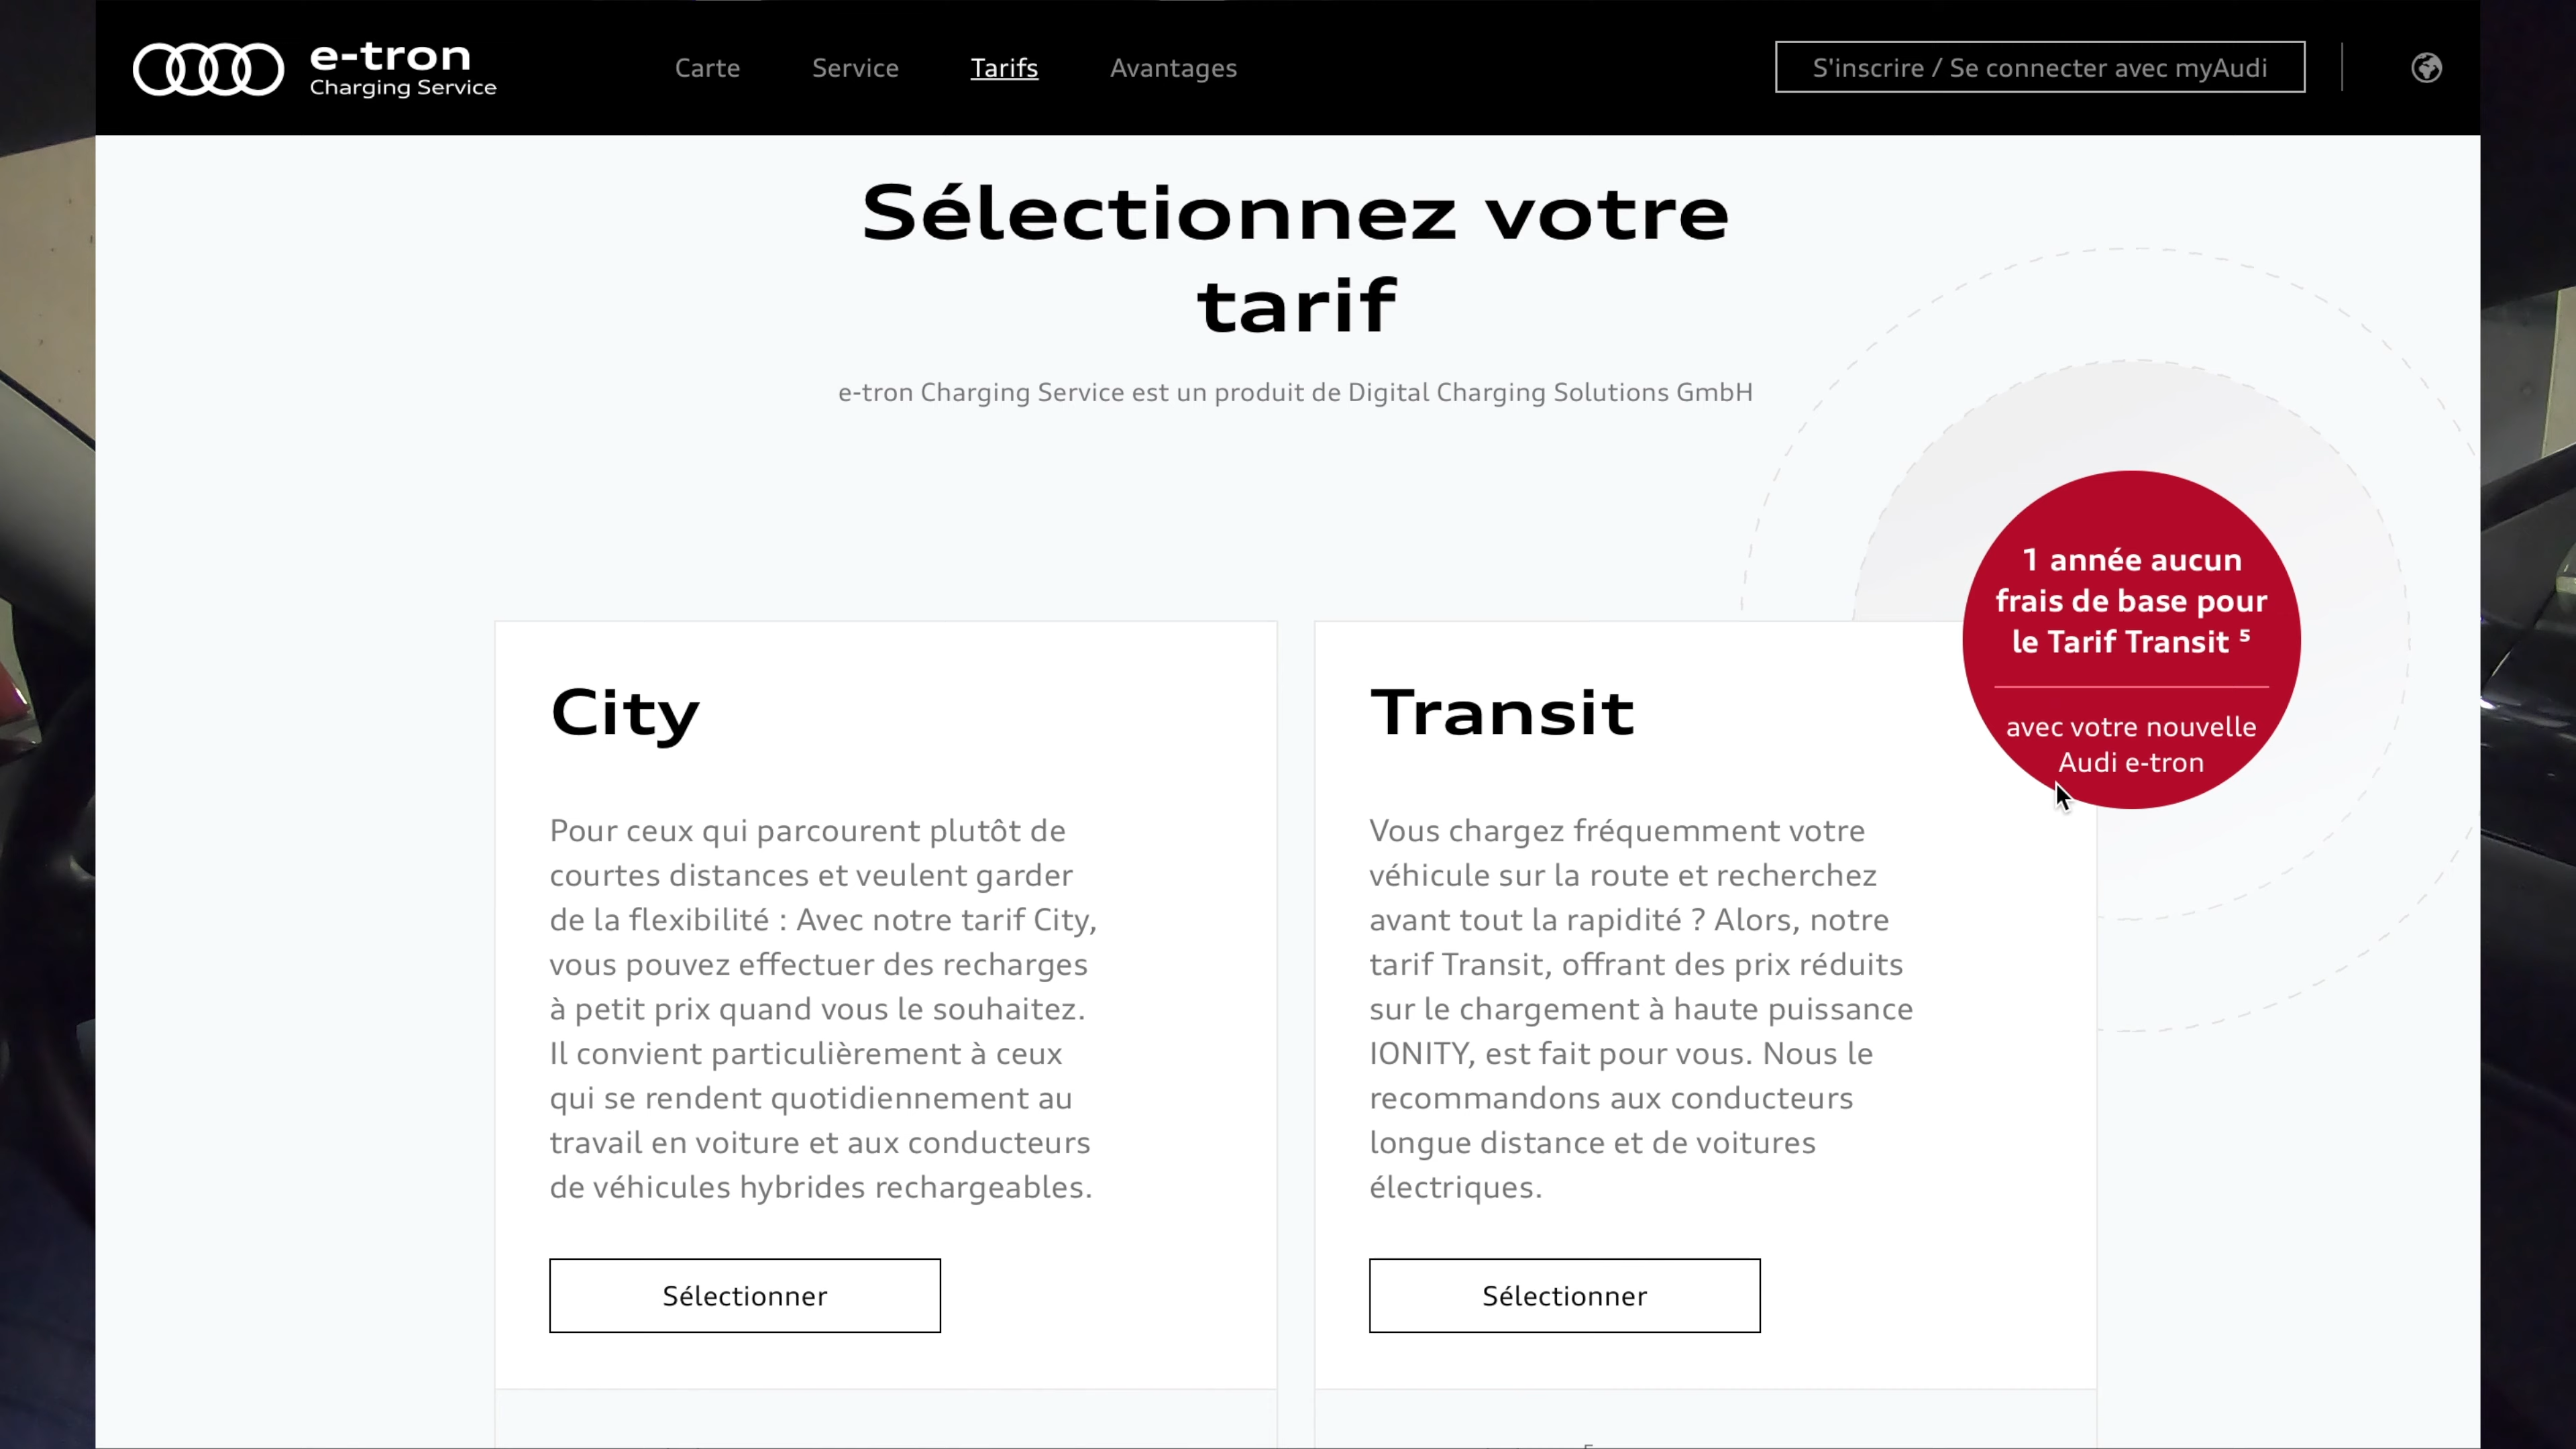 e-tron
Charging Service
Carte
Service
Tarifs
Avantages
S'inscrire / Se connecter avec myAudi
Sélectionnez votre
tarif
e-tron Charging Service est un produit de Digital Charging Solutions GmbH
1 année aucun
frais de base pour
le Tarif Transit ⁵
avec votre nouvelle
Audi e-tron
City
Pour ceux qui parcourent plutôt de
courtes distances et veulent garder
de la flexibilité : Avec notre tarif City,
vous pouvez effectuer des recharges
à petit prix quand vous le souhaitez.
Il convient particulièrement à ceux
qui se rendent quotidiennement au
travail en voiture et aux conducteurs
de véhicules hybrides rechargeables.
Sélectionner
Transit
Vous chargez fréquemment votre
véhicule sur la route et recherchez
avant tout la rapidité ? Alors, notre
tarif Transit, offrant des prix réduits
sur le chargement à haute puissance
IONITY, est fait pour vous. Nous le
recommandons aux conducteurs
longue distance et de voitures
électriques.
Sélectionner